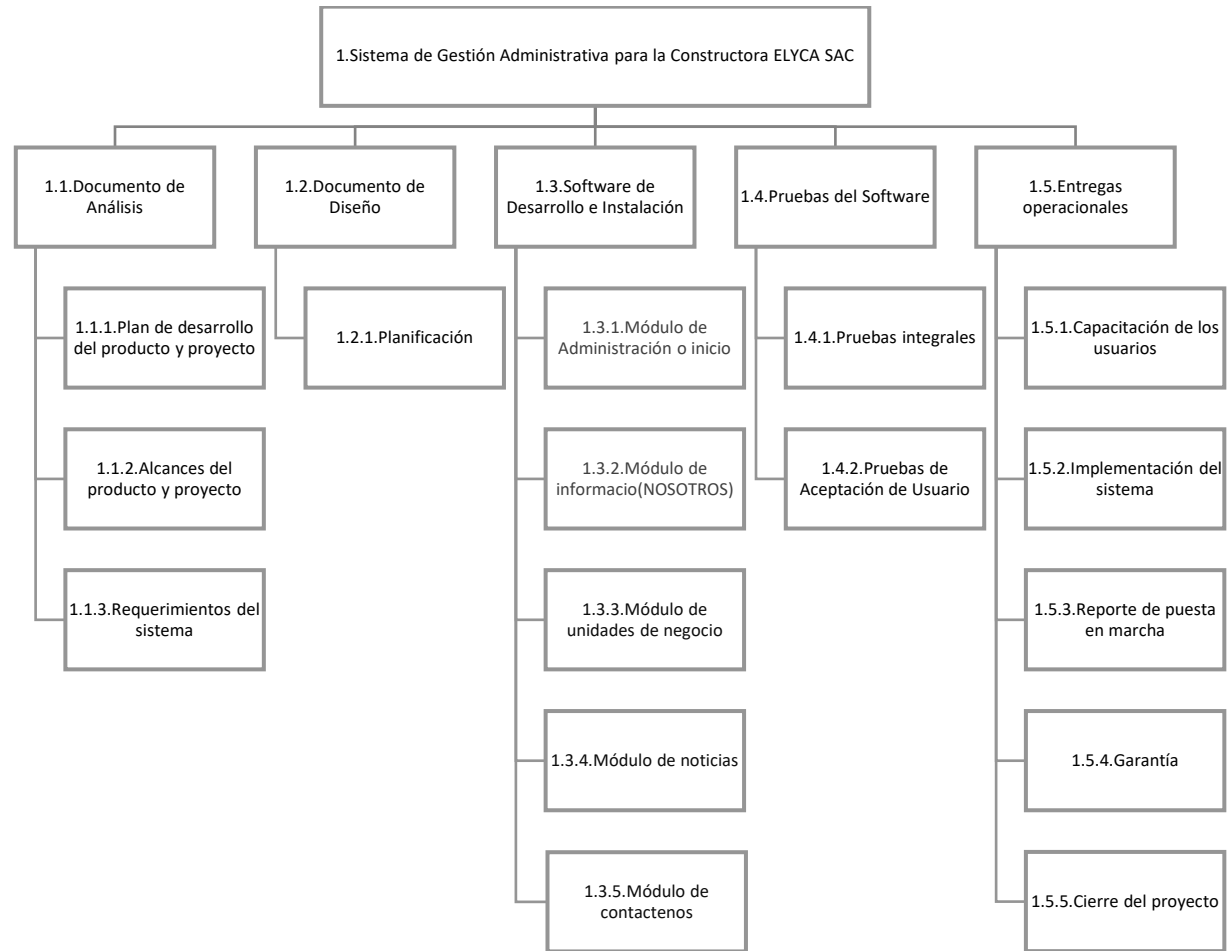 1.Sistema de Gestión Administrativa para la Constructora ELYCA SAC
1.1.Documento de
Análisis
1.1.1.Plan de desarrollo
del producto y proyecto
1.1.2.Alcances del
producto y proyecto
1.1.3.Requerimientos del
sistema
1.2.Documento de
Diseño
1.2.1.Planificación
1.3.Software de
Desarrollo e Instalación
1.3.1.Módulo de
Administración o inicio
1.3.2.Módulo de
informacio(NOSOTROS)
1.3.3.Módulo de
unidades de negocio
1.3.4.Módulo de noticias
1.3.5.Módulo de
contactenos
1.4.Pruebas del Software
1.4.1.Pruebas integrales
1.4.2.Pruebas de
Aceptación de Usuario
1.5.Entregas
operacionales
1.5.1.Capacitación de los
usuarios
1.5.2.Implementación del
sistema
1.5.3.Reporte de puesta
en marcha
1.5.4.Garantía
1.5.5.Cierre del proyecto